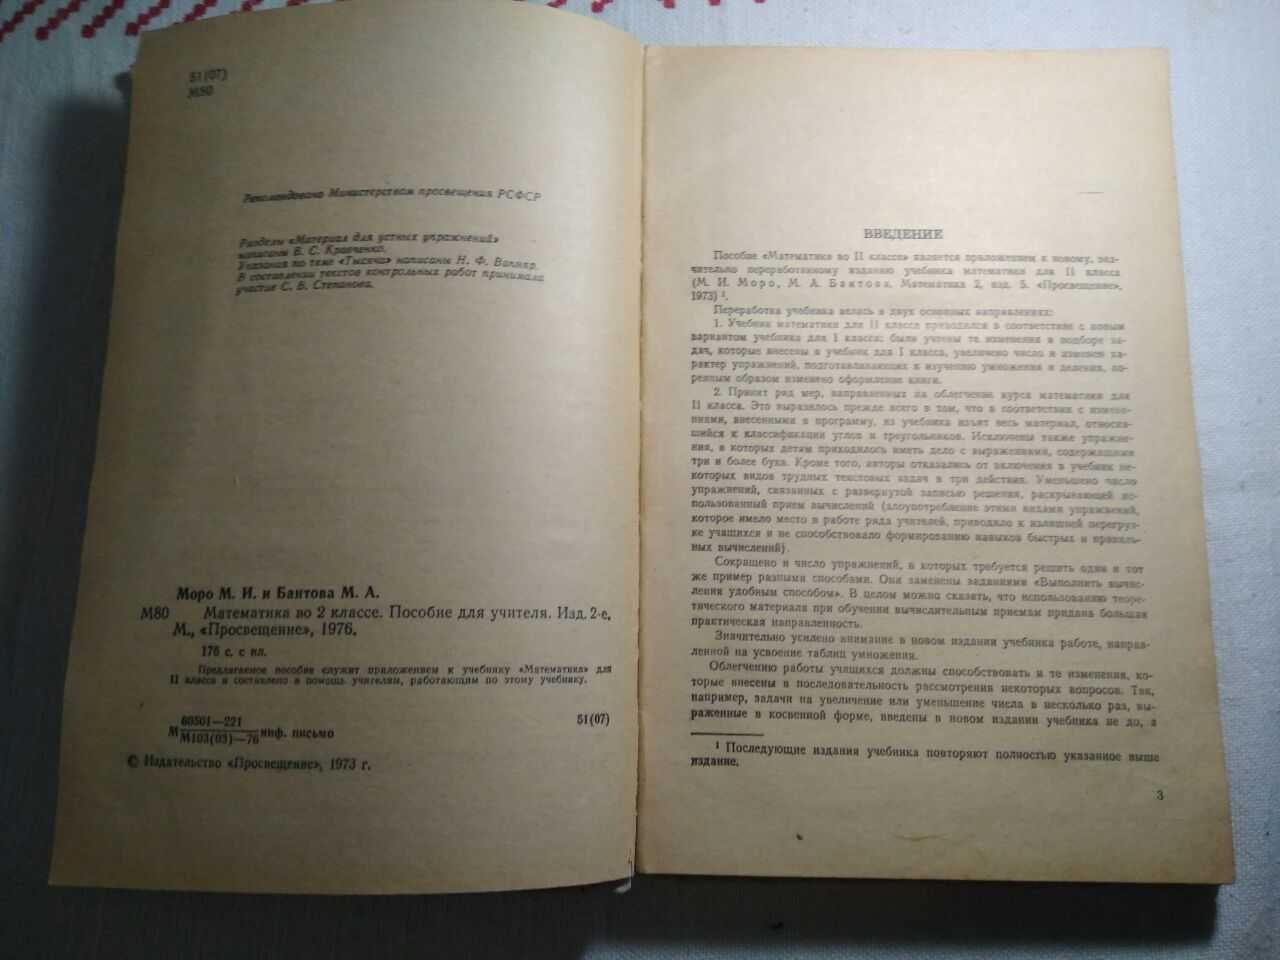 51(07)
М80
Рекомендовано Министерством просвещения РСФСР
Разделы «Материал для устных упражнений»
написаны В. С. Кравченко.
Указания по теме «Тысяча» написаны Н. Ф. Вапняр.
В составлении текстов контрольных работ принимала
участие С. В. Степанова.
Моро М. И. и Бантова М. А.
М80 Математика во 2 классе. Пособие для учителя. Изд. 2-е.
М., «Просвещение», 1976.
176 с. с ил.
Предлагаемое пособие служит приложением к учебнику «Математика» для
II класса и составлено в помощь учителям, работающим по этому учебнику.
60501—221
М М103(03)—76 инф. письмо 51(07)
© Издательство «Просвещение», 1973 г.
ВВЕДЕНИЕ
Пособие «Математика во II классе» является приложением к новому, зна-
чительно переработанному изданию учебника математики для II класса
(М. И. Моро, М. А. Бантова. Математика 2, изд. 5. «Просвещение»,
1973) ¹.
Переработка учебника велась в двух основных направлениях:
1. Учебник математики для II класса приводился в соответствие с новым
вариантом учебника для I класса: были учтены те изменения в подборе за-
дач, которые внесены в учебник для I класса, увеличено число и изменен ха-
рактер упражнений, подготавливающих к изучению умножения и деления, ко-
ренным образом изменено оформление книги.
2. Принят ряд мер, направленных на облегчение курса математики для
II класса. Это выразилось прежде всего в том, что в соответствии с измене-
ниями, внесенными в программу, из учебника изъят весь материал, относя-
щийся к классификации углов и треугольников. Исключены также упражне-
ния, в которых детям приходилось иметь дело с выражениями, содержащими
три и более букв. Кроме того, авторы отказались от включения в учебник не-
которых видов трудных текстовых задач в три действия. Уменьшено число
упражнений, связанных с развернутой записью решения, раскрывающей ис-
пользованный прием вычислений (злоупотребление этими видами упражнений,
которое имело место в работе ряда учителей, приводило к излишней перегруз-
ке учащихся и не способствовало формированию навыков быстрых и правиль-
ных вычислений).
Сокращено и число упражнений, в которых требуется решить один и тот
же пример разными способами. Они заменены заданиями «Выполнить вычис-
ления удобным способом». В целом можно сказать, что использованию теоре-
тического материала при обучении вычислительным приемам придана большая
практическая направленность.
Значительно усилено внимание в новом издании учебника работе, направ-
ленной на усвоение таблиц умножения.
Облегчению работы учащихся должны способствовать и те изменения, ко-
торые внесены в последовательность рассмотрения некоторых вопросов. Так,
например, задачи на увеличение или уменьшение числа в несколько раз, вы-
раженные в косвенной форме, введены в новом издании учебника не до, а
¹ Последующие издания учебника повторяют полностью указанное выше
издание.
3